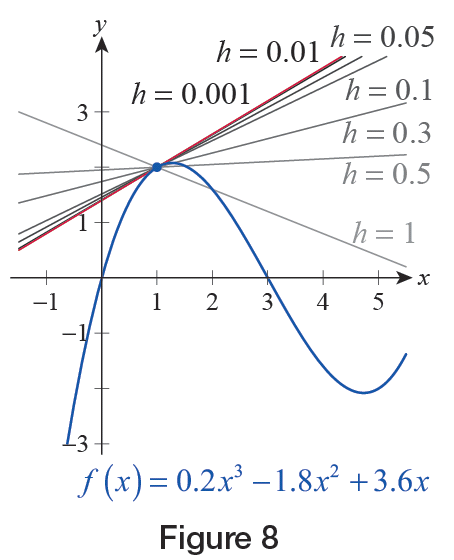 y
h = 0.01
h = 0.05
h = 0.001
h = 0.1
3
h = 0.3
h = 0.5
1
h = 1
x
−1
1
2
3
4
5
−1
−3
f(x) = 0.2x³ − 1.8x² + 3.6x
Figure 8